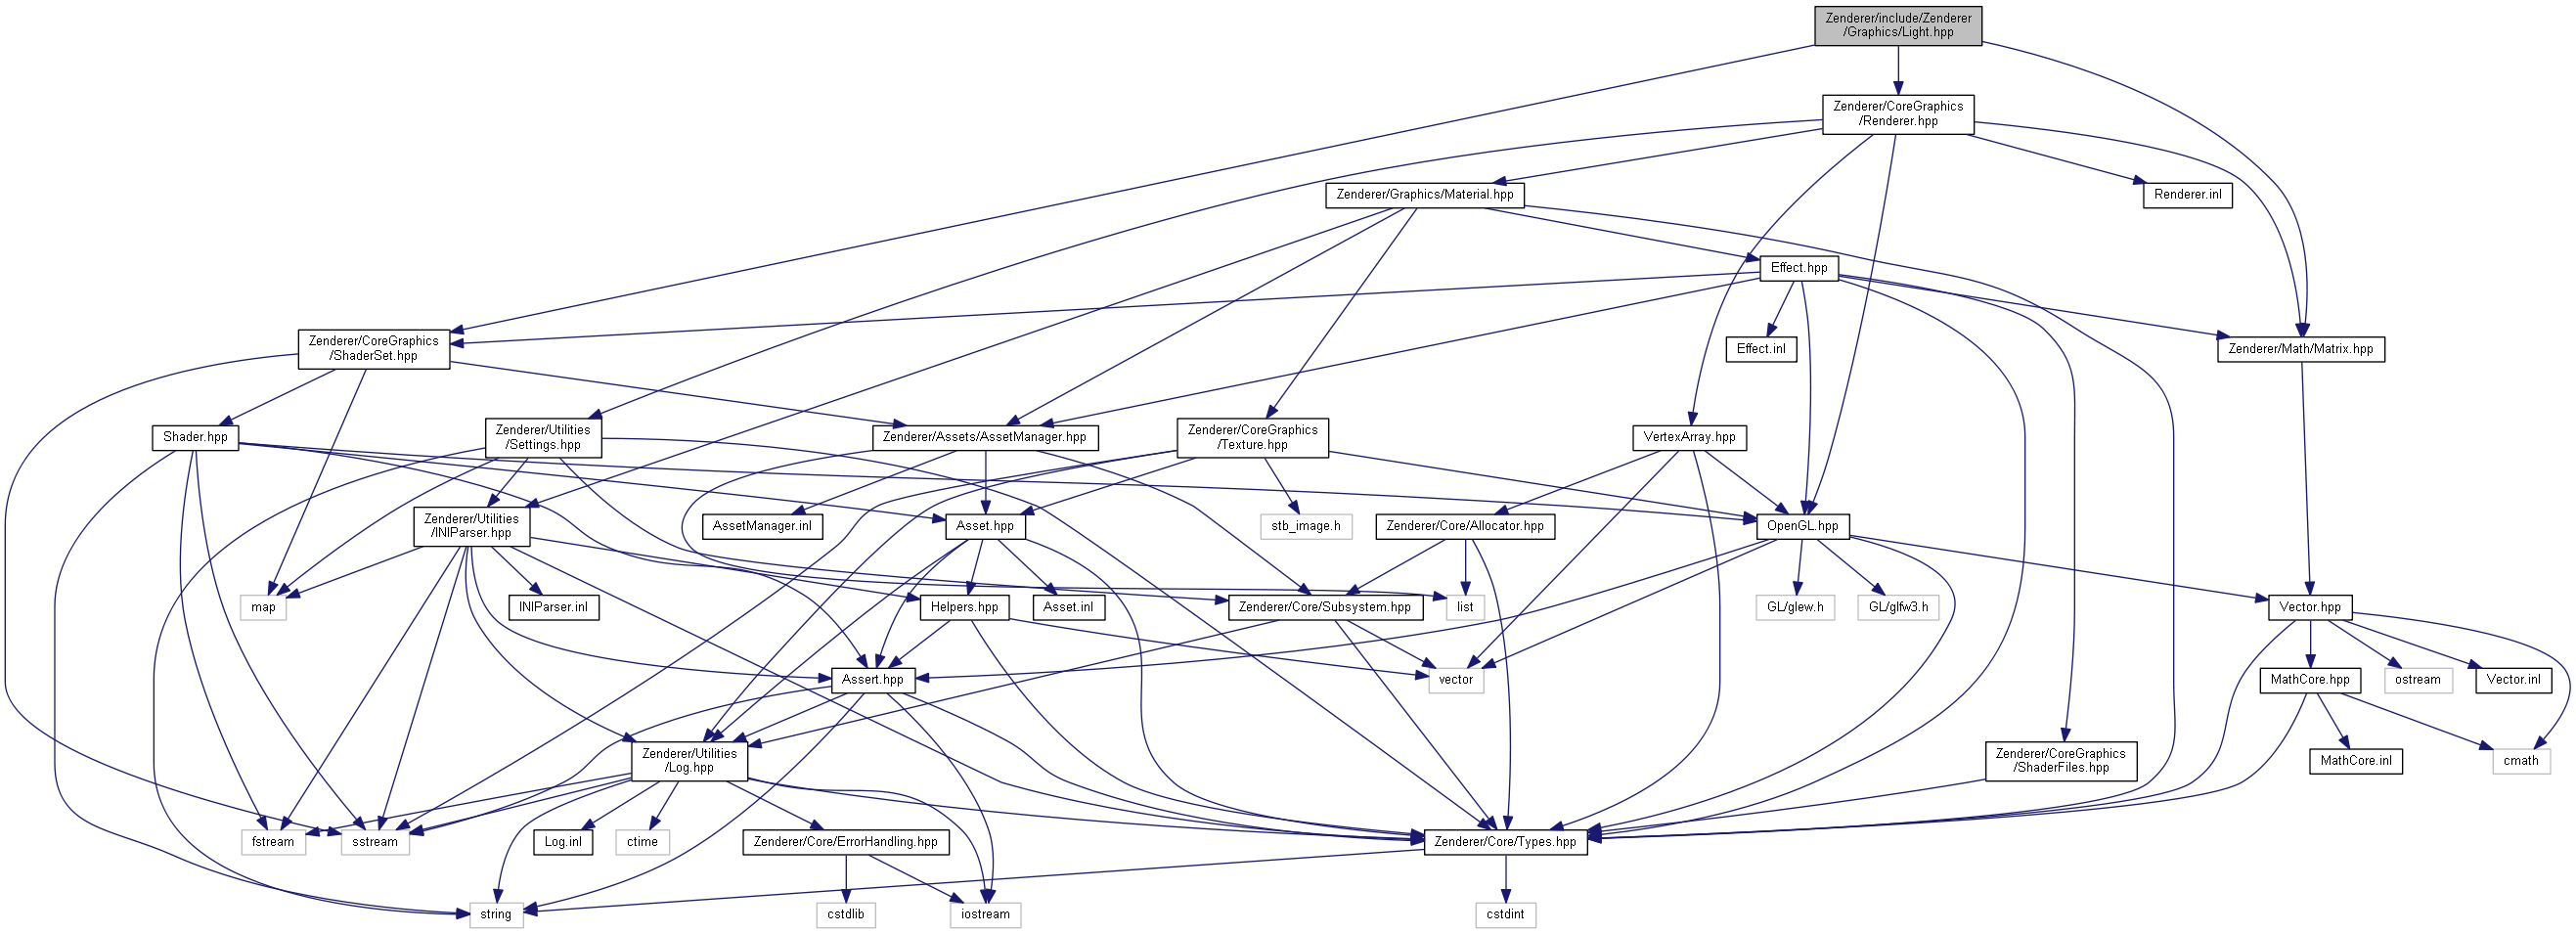 Zenderer/include/Zenderer
/Graphics/Light.hpp
Zenderer/CoreGraphics
/Renderer.hpp
Zenderer/Graphics/Material.hpp
Renderer.inl
Effect.hpp
Zenderer/CoreGraphics
/ShaderSet.hpp
Effect.inl
Zenderer/Math/Matrix.hpp
Shader.hpp
Zenderer/Utilities
/Settings.hpp
Zenderer/Assets/AssetManager.hpp
Zenderer/CoreGraphics
/Texture.hpp
VertexArray.hpp
Zenderer/Utilities
/INIParser.hpp
AssetManager.inl
Asset.hpp
stb_image.h
Zenderer/Core/Allocator.hpp
OpenGL.hpp
map
INIParser.inl
Helpers.hpp
Asset.inl
Zenderer/Core/Subsystem.hpp
list
GL/glew.h
GL/glfw3.h
Vector.hpp
Assert.hpp
vector
MathCore.hpp
ostream
Vector.inl
Zenderer/Utilities
/Log.hpp
Zenderer/CoreGraphics
/ShaderFiles.hpp
MathCore.inl
cmath
fstream
sstream
Log.inl
ctime
Zenderer/Core/ErrorHandling.hpp
Zenderer/Core/Types.hpp
string
cstdlib
iostream
cstdint